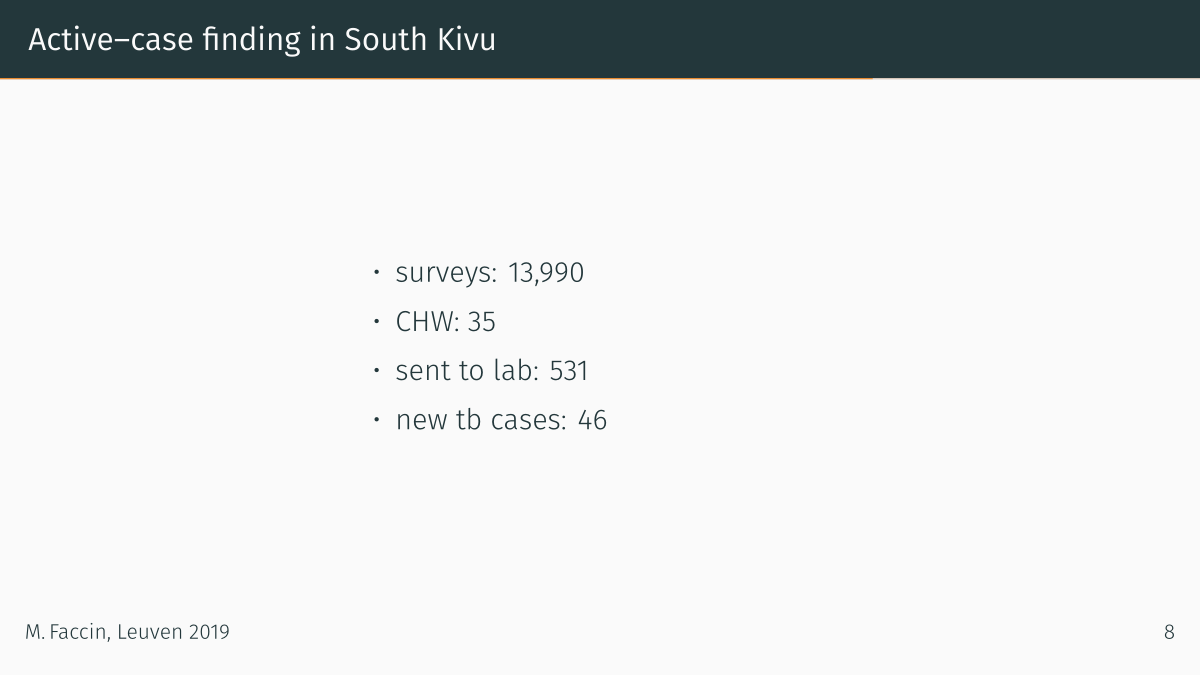 Active–case finding in South Kivu
• surveys: 13,990
• CHW: 35
• sent to lab: 531
• new tb cases: 46
M. Faccin, Leuven 2019
8